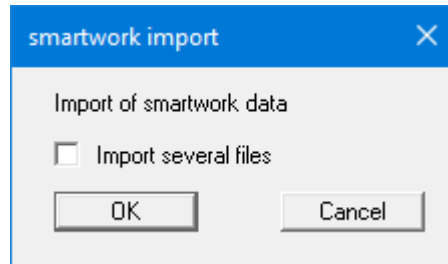 smartwork import
Import of smartwork data
Import several files
OK
Cancel